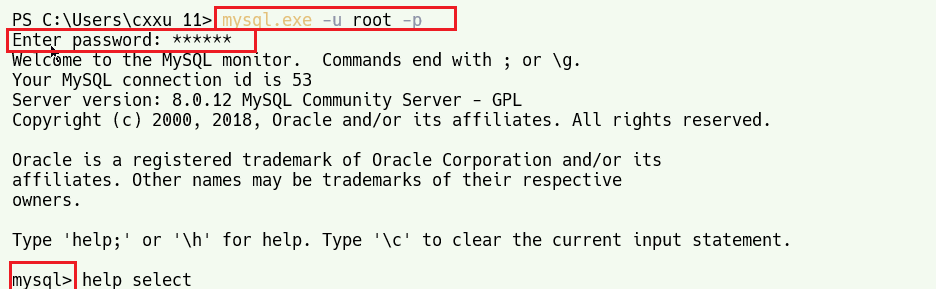 PS C:\Users\cxxu 11> mysql.exe -u root -p
Enter password: ******
Welcome to the MySQL monitor.  Commands end with ; or \g.
Your MySQL connection id is 53
Server version: 8.0.12 MySQL Community Server - GPL
Copyright (c) 2000, 2018, Oracle and/or its affiliates. All rights reserved.
Oracle is a registered trademark of Oracle Corporation and/or its
affiliates. Other names may be trademarks of their respective
owners.
Type 'help;' or '\h' for help. Type '\c' to clear the current input statement.
mysql> help select